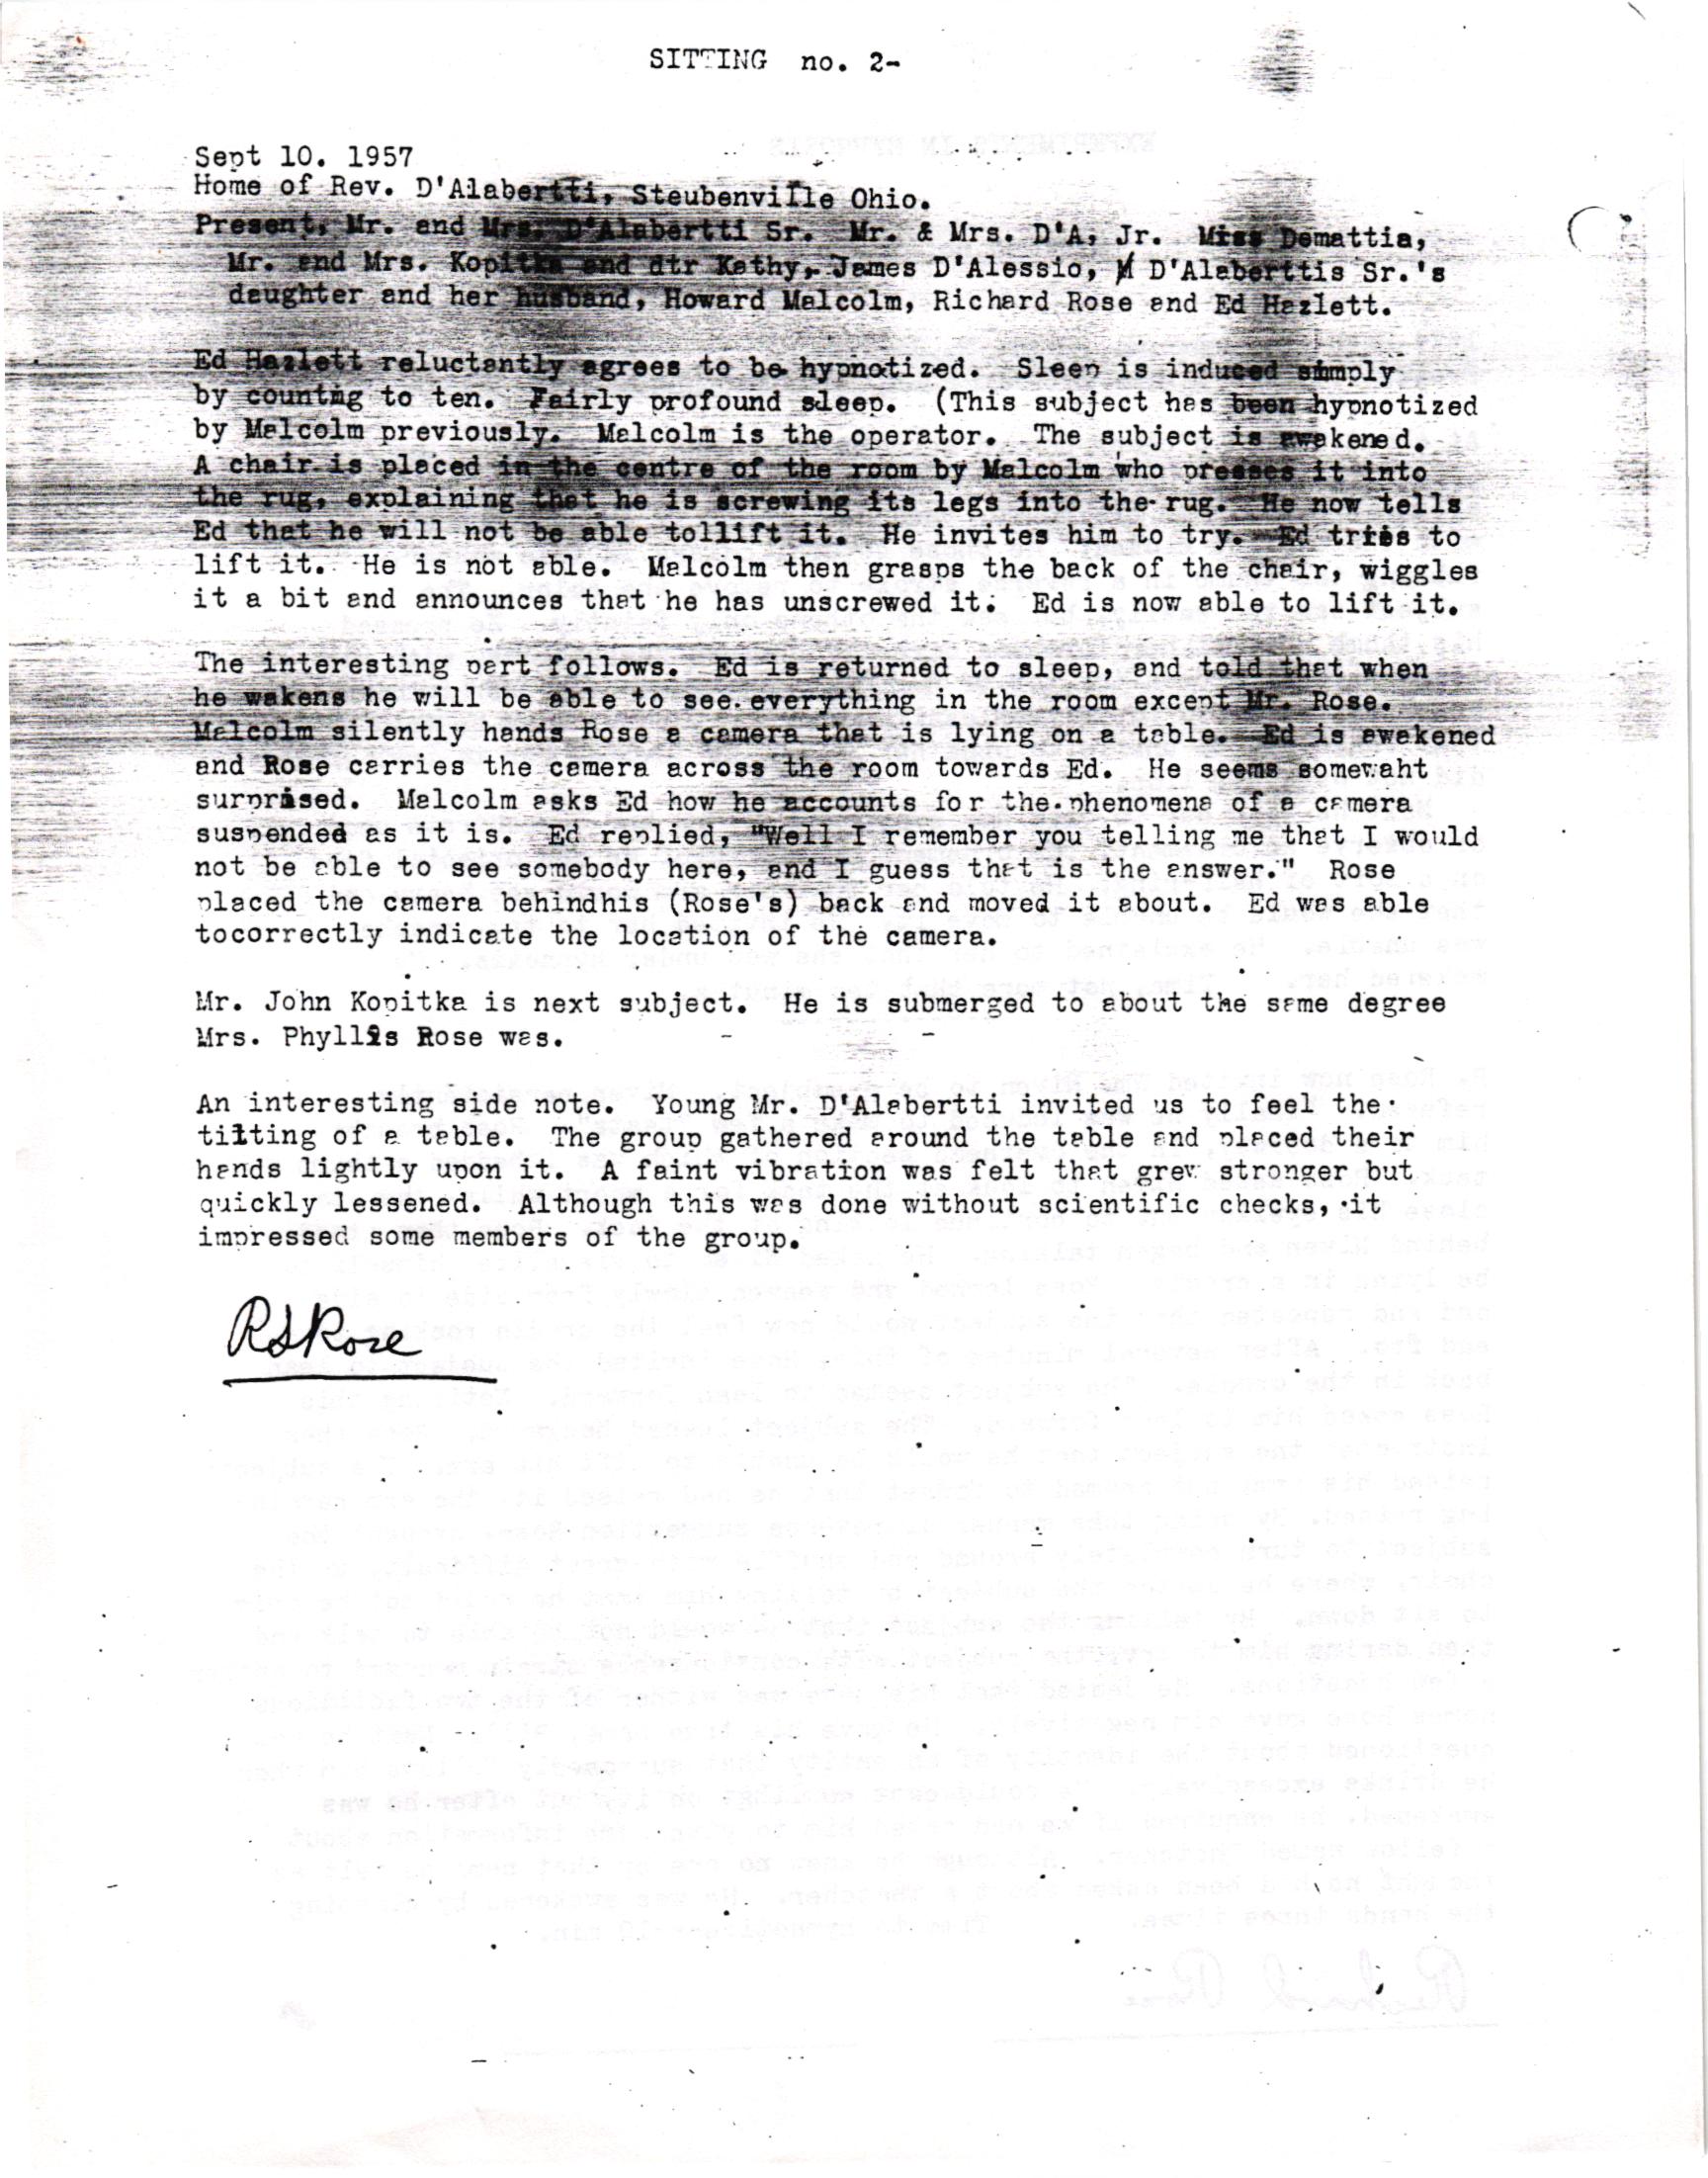 SITTING no. 2-
Sept 10. 1957
Home of Rev. D'Alabertti, Steubenville Ohio.
Present, Mr. and Mrs. D'Alabertti Sr. Mr. & Mrs. D'A, Jr. Miss Demattia,
Mr. and Mrs. Kopitka and dtr Kathy, James D'Alessio, D'Alaberttis Sr.'s
daughter and her husband, Howard Malcolm, Richard Rose and Ed Hazlett.
Ed Hazlett reluctantly agrees to be hypnotized. Sleep is induced simply
by countng to ten. Fairly profound sleep. (This subject has been hypnotized
by Malcolm previously. Malcolm is the operator. The subject is awakened.
A chair is placed in the centre of the room by Malcolm who presses it into
the rug, explaining that he is screwing its legs into the rug. He now tells
Ed that he will not be able tollift it. He invites him to try. Ed tries to
lift it. He is not able. Malcolm then grasps the back of the chair, wiggles
it a bit and announces that he has unscrewed it. Ed is now able to lift it.
The interesting part follows. Ed is returned to sleep, and told that when
he wakens he will be able to see everything in the room except Mr. Rose.
Malcolm silently hands Rose a camera that is lying on a table. Ed is awakened
and Rose carries the camera across the room towards Ed. He seems somewaht
surprised. Malcolm asks Ed how he accounts for the phenomena of a camera
suspended as it is. Ed replied, "Well I remember you telling me that I would
not be able to see somebody here, and I guess that is the answer." Rose
placed the camera behindhis (Rose's) back and moved it about. Ed was able
tocorrectly indicate the location of the camera.
Mr. John Kopitka is next subject. He is submerged to about the same degree
Mrs. Phyllis Rose was.
An interesting side note. Young Mr. D'Alabertti invited us to feel the
tilting of a table. The group gathered around the table and placed their
hands lightly upon it. A faint vibration was felt that grew stronger but
quickly lessened. Although this was done without scientific checks, it
impressed some members of the group.
RSRose